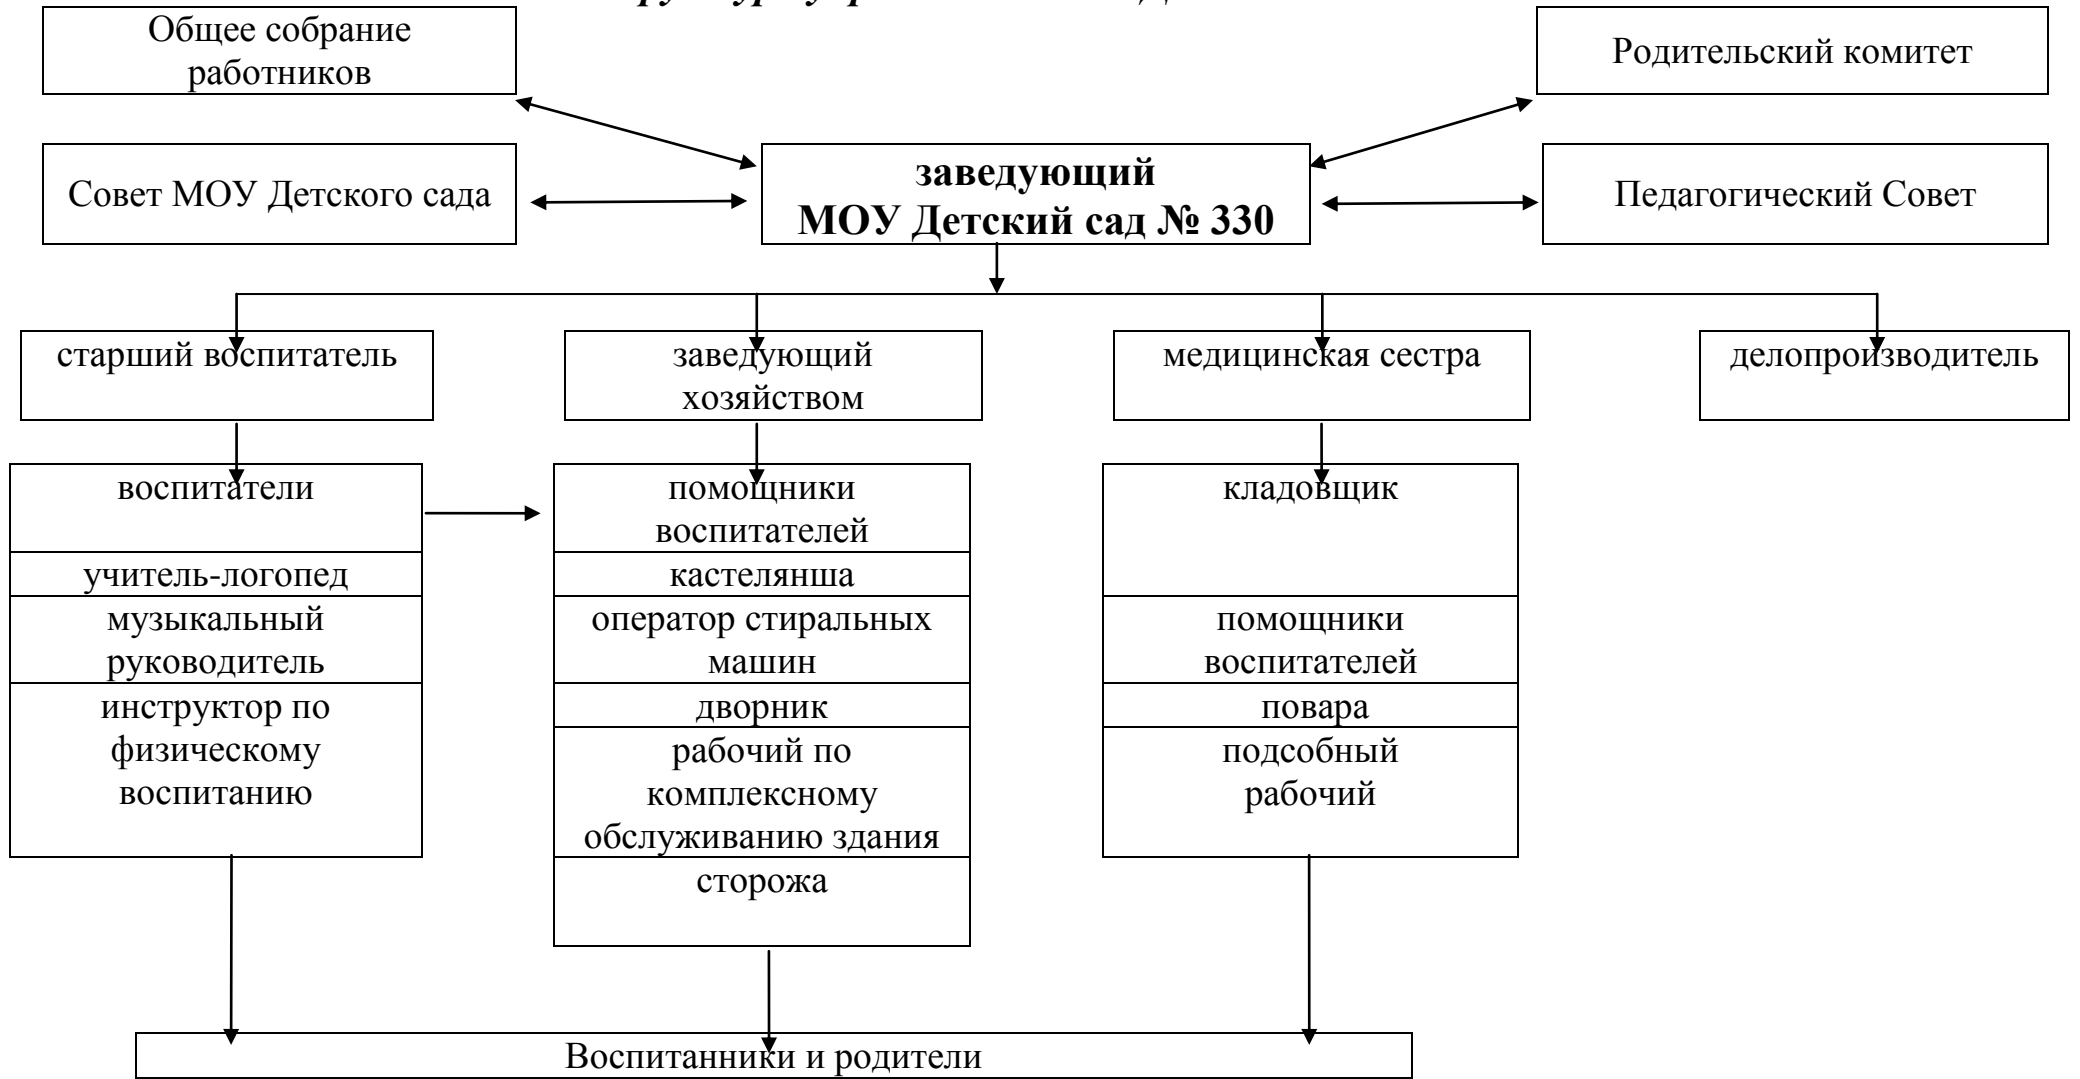 Общее собрание
работников
Родительский комитет
Совет МОУ Детского сада
заведующий
МОУ Детский сад № 330
Педагогический Совет
старший воспитатель
заведующий
хозяйством
медицинская сестра
делопроизводитель
воспитатели
учитель-логопед
музыкальный
руководитель
инструктор по
физическому
воспитанию
помощники
воспитателей
кастелянша
оператор стиральных
машин
дворник
рабочий по
комплексному
обслуживанию здания
сторожа
кладовщик
помощники
воспитателей
повара
подсобный
рабочий
Воспитанники и родители